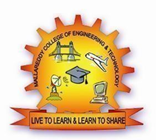 MALLAREDDY COLLEGE OF ENGINEERING & TECHNOLOGY
LIVE TO LEARN & LEARN TO SHARE